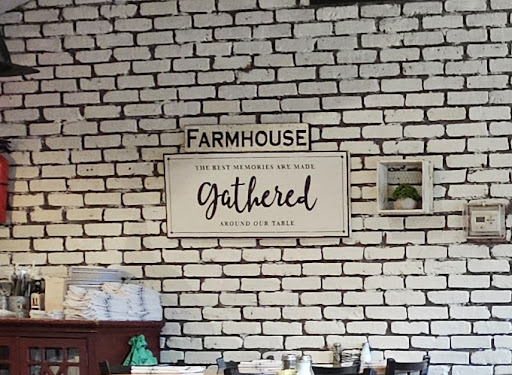 FARMHOUSE
THE BEST MEMORIES ARE MADE
gathered
AROUND OUR TABLE